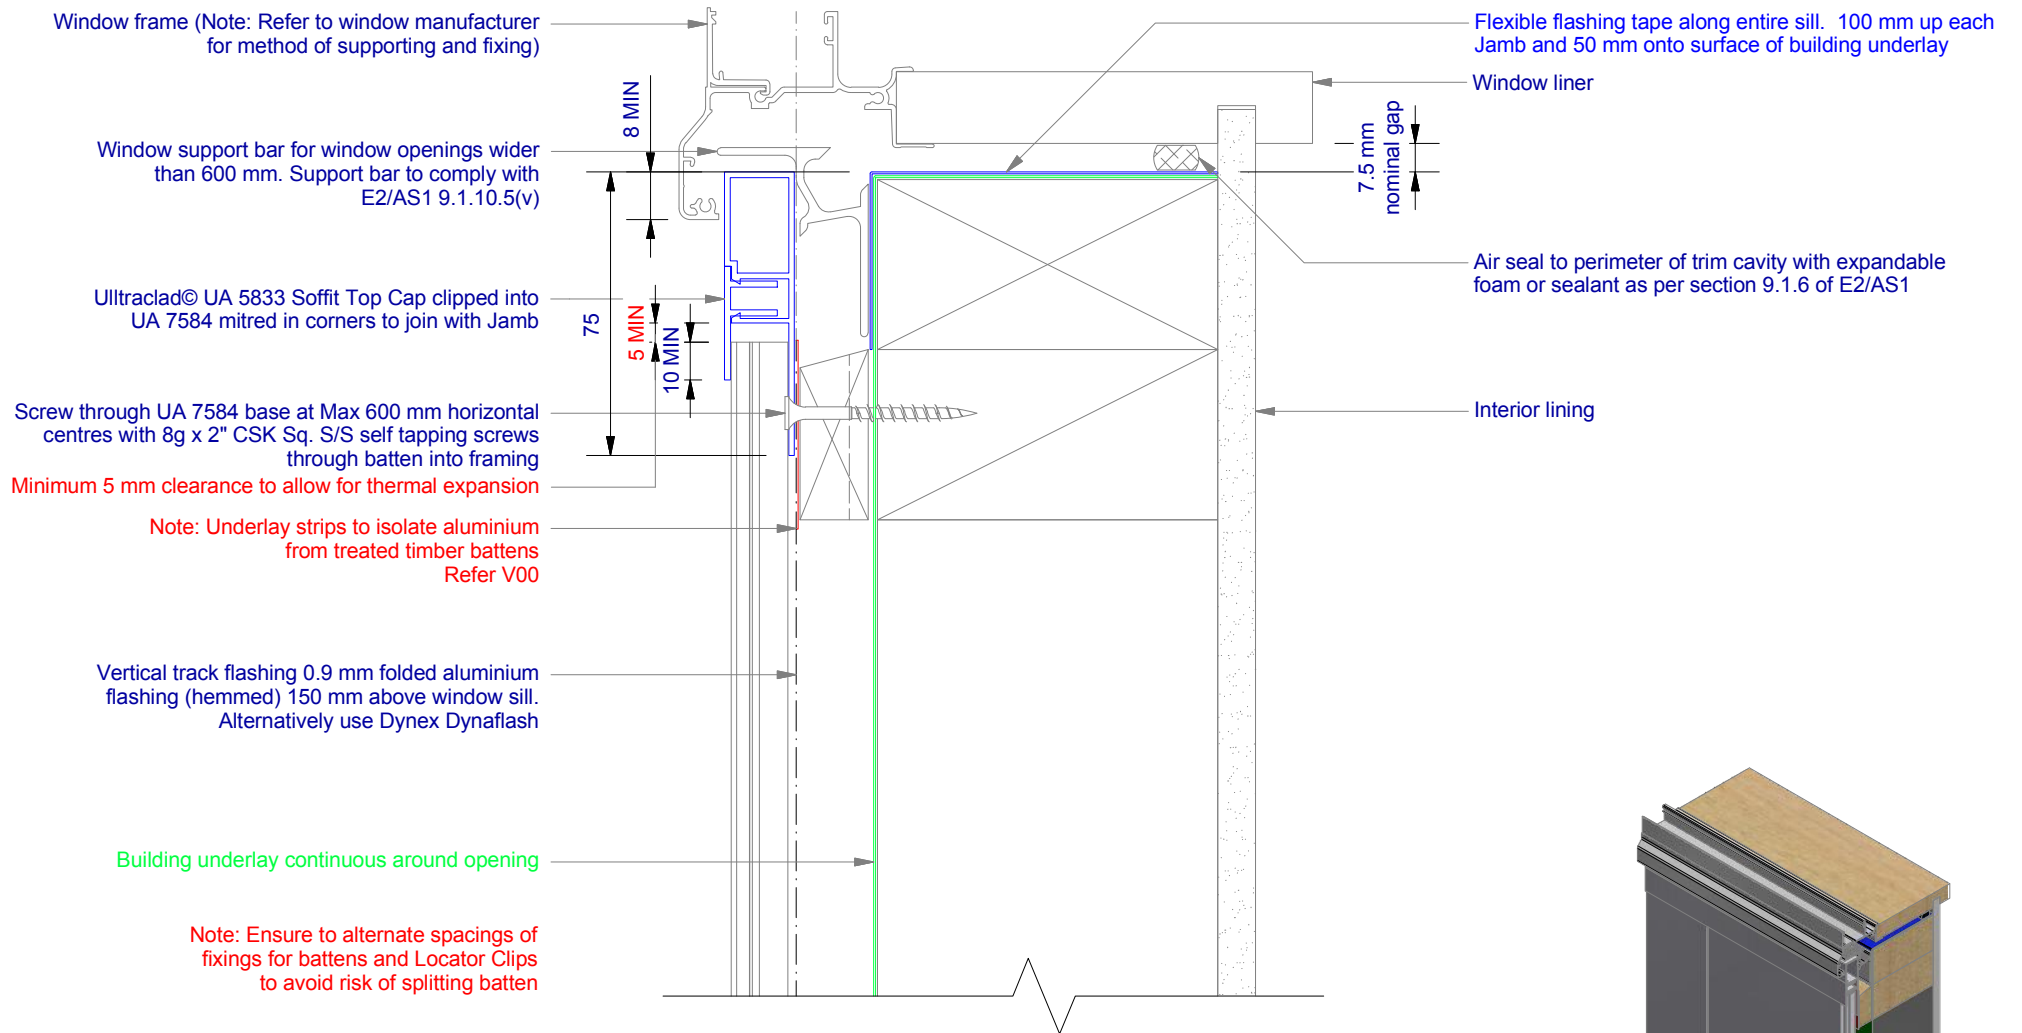 Window frame (Note: Refer to window manufacturer
for method of supporting and fixing)
8 MIN
Window support bar for window openings wider
than 600 mm. Support bar to comply with
E2/AS1 9.1.10.5(v)
Ulltraclad© UA 5833 Soffit Top Cap clipped into
UA 7584 mitred in corners to join with Jamb
75
5 MIN
10 MIN
Screw through UA 7584 base at Max 600 mm horizontal
centres with 8g x 2" CSK Sq. S/S self tapping screws
through batten into framing
Minimum 5 mm clearance to allow for thermal expansion
Note: Underlay strips to isolate aluminium
from treated timber battens
Refer V00
Vertical track flashing 0.9 mm folded aluminium
flashing (hemmed) 150 mm above window sill.
Alternatively use Dynex Dynaflash
Building underlay continuous around opening
Note: Ensure to alternate spacings of
fixings for battens and Locator Clips
to avoid risk of splitting batten
Flexible flashing tape along entire sill.  100 mm up each
Jamb and 50 mm onto surface of building underlay
Window liner
7.5 mm
nominal gap
Air seal to perimeter of trim cavity with expandable
foam or sealant as per section 9.1.6 of E2/AS1
Interior lining